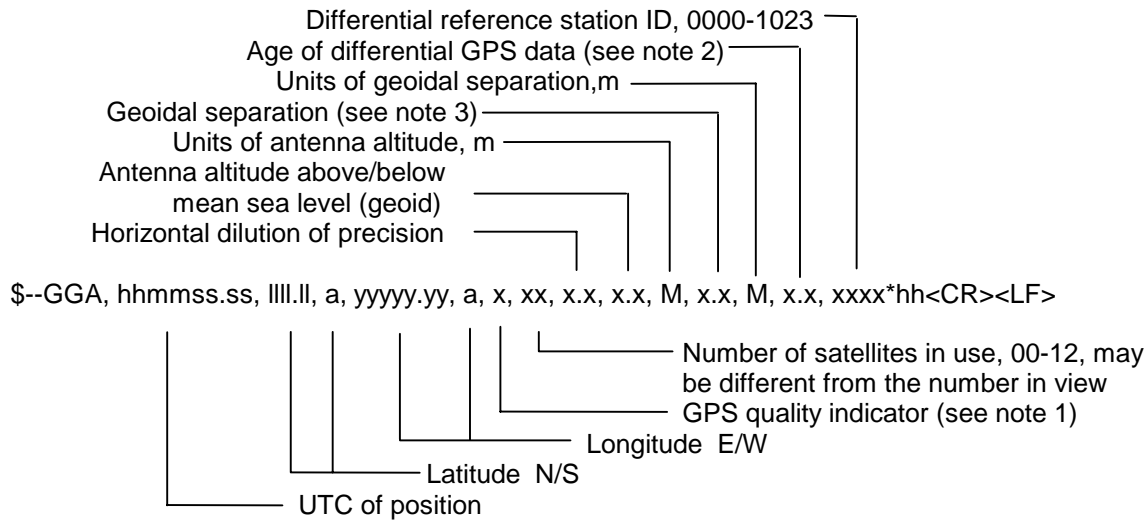 Differential reference station ID, 0000-1023
Age of differential GPS data (see note 2)
Units of geoidal separation,m
Geoidal separation (see note 3)
Units of antenna altitude, m
Antenna altitude above/below
mean sea level (geoid)
Horizontal dilution of precision
$--GGA, hhmmss.ss, llll.ll, a, yyyyy.yy, a, x, xx, x.x, x.x, M, x.x, M, x.x, xxxx*hh<CR><LF>
Number of satellites in use, 00-12, may
be different from the number in view
GPS quality indicator (see note 1)
Longitude E/W
Latitude N/S
UTC of position